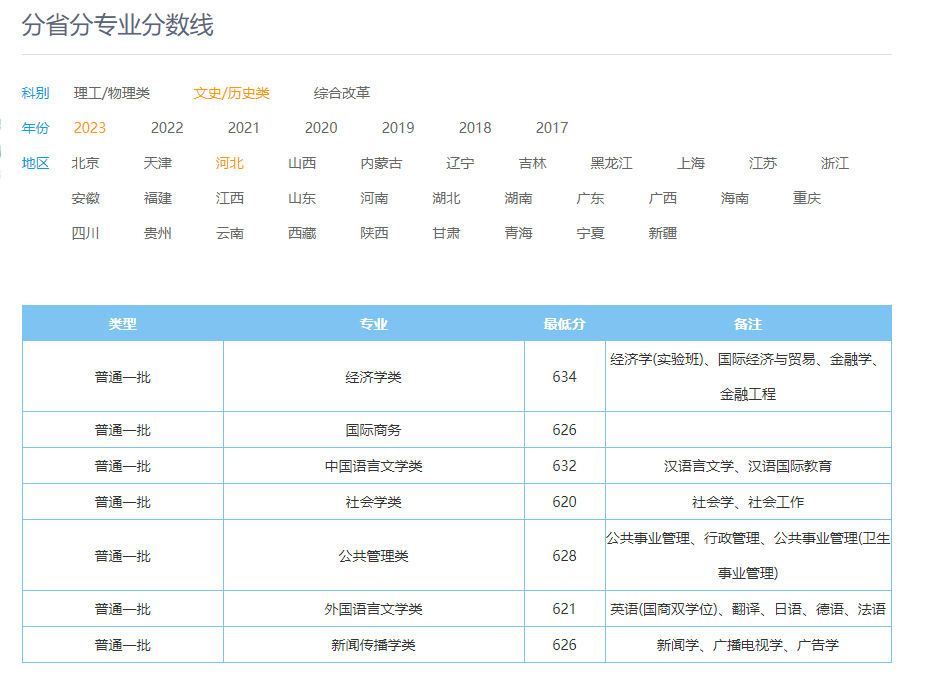 分省分专业分数线
科别 理工/物理类 文史/历史类 综合改革
年份 2023 2022 2021 2020 2019 2018 2017
地区 北京 天津 河北 山西 内蒙古 辽宁 吉林 黑龙江 上海 江苏 浙江
安徽 福建 江西 山东 河南 湖北 湖南 广东 广西 海南 重庆
四川 贵州 云南 西藏 陕西 甘肃 青海 宁夏 新疆
类型 专业 最低分 备注
普通一批 经济学类 634 经济学(实验班)、国际经济与贸易、金融学、
金融工程
普通一批 国际商务 626
普通一批 中国语言文学类 632 汉语言文学、汉语国际教育
普通一批 社会学类 620 社会学、社会工作
普通一批 公共管理类 628 公共事业管理、行政管理、公共事业管理(卫生
事业管理)
普通一批 外国语言文学类 621 英语(国商双学位)、翻译、日语、德语、法语
普通一批 新闻传播学类 626 新闻学、广播电视学、广告学